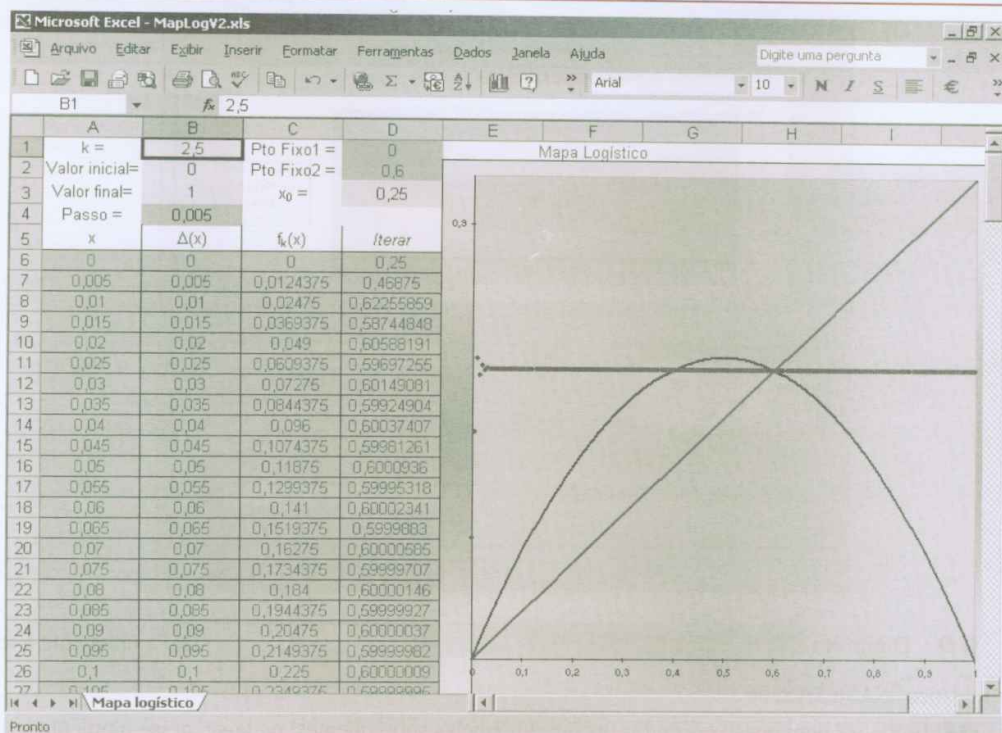 Microsoft Excel - MapLogV2.xls
Arquivo Editar Exibir Inserir Formatar Ferramentas Dados Janela Ajuda Digite uma pergunta
Arial 10 N I S €
B1 fx 2,5
A B C D E F G H I
1 k = 2,5 Pto Fixo1 = 0 Mapa Logístico
2 Valor inicial= 0 Pto Fixo2 = 0,6
3 Valor final= 1 x₀ = 0,25 0,9
4 Passo = 0,005
5 x Δ(x) fₖ(x) Iterar
6 0 0 0 0,25
7 0,005 0,005 0,0124375 0,46875
8 0,01 0,01 0,02475 0,62255859
9 0,015 0,015 0,0369375 0,58744848
10 0,02 0,02 0,049 0,60588191
11 0,025 0,025 0,0609375 0,59697255
12 0,03 0,03 0,07275 0,60149081
13 0,035 0,035 0,0844375 0,59924904
14 0,04 0,04 0,096 0,60037407
15 0,045 0,045 0,1074375 0,59981261
16 0,05 0,05 0,11875 0,6000936
17 0,055 0,055 0,1299375 0,59995318
18 0,06 0,06 0,141 0,60002341
19 0,065 0,065 0,1519375 0,5999883
20 0,07 0,07 0,16275 0,60000585
21 0,075 0,075 0,1734375 0,59999707
22 0,08 0,08 0,184 0,60000146
23 0,085 0,085 0,1944375 0,59999927
24 0,09 0,09 0,20475 0,60000037
25 0,095 0,095 0,2149375 0,59999982
26 0,1 0,1 0,225 0,60000009
27 0,105 0,105 0,2349375 0,59999995
0,1 0,2 0,3 0,4 0,5 0,6 0,7 0,8 0,9 1
Mapa logístico
Pronto